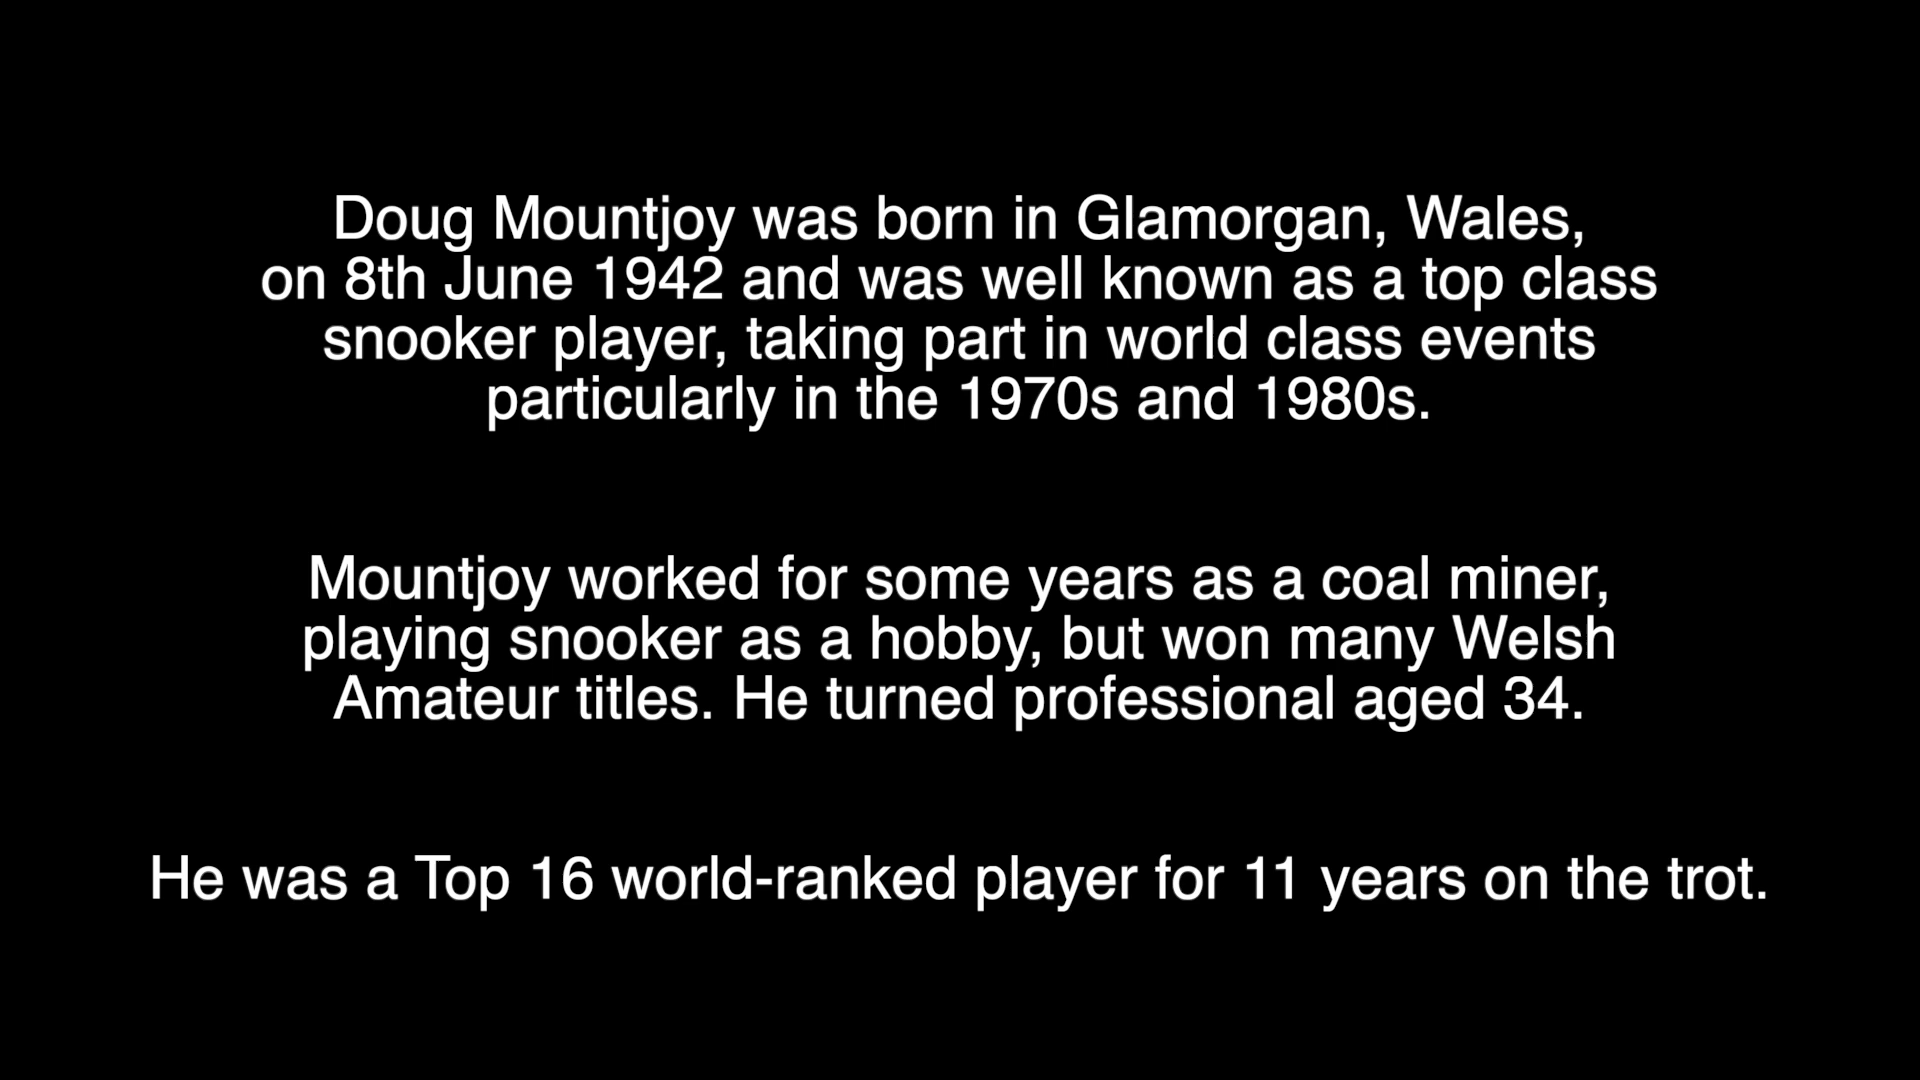 Doug Mountjoy was born in Glamorgan, Wales,
on 8th June 1942 and was well known as a top class
snooker player, taking part in world class events
particularly in the 1970s and 1980s.
Mountjoy worked for some years as a coal miner,
playing snooker as a hobby, but won many Welsh
Amateur titles. He turned professional aged 34.
He was a Top 16 world-ranked player for 11 years on the trot.